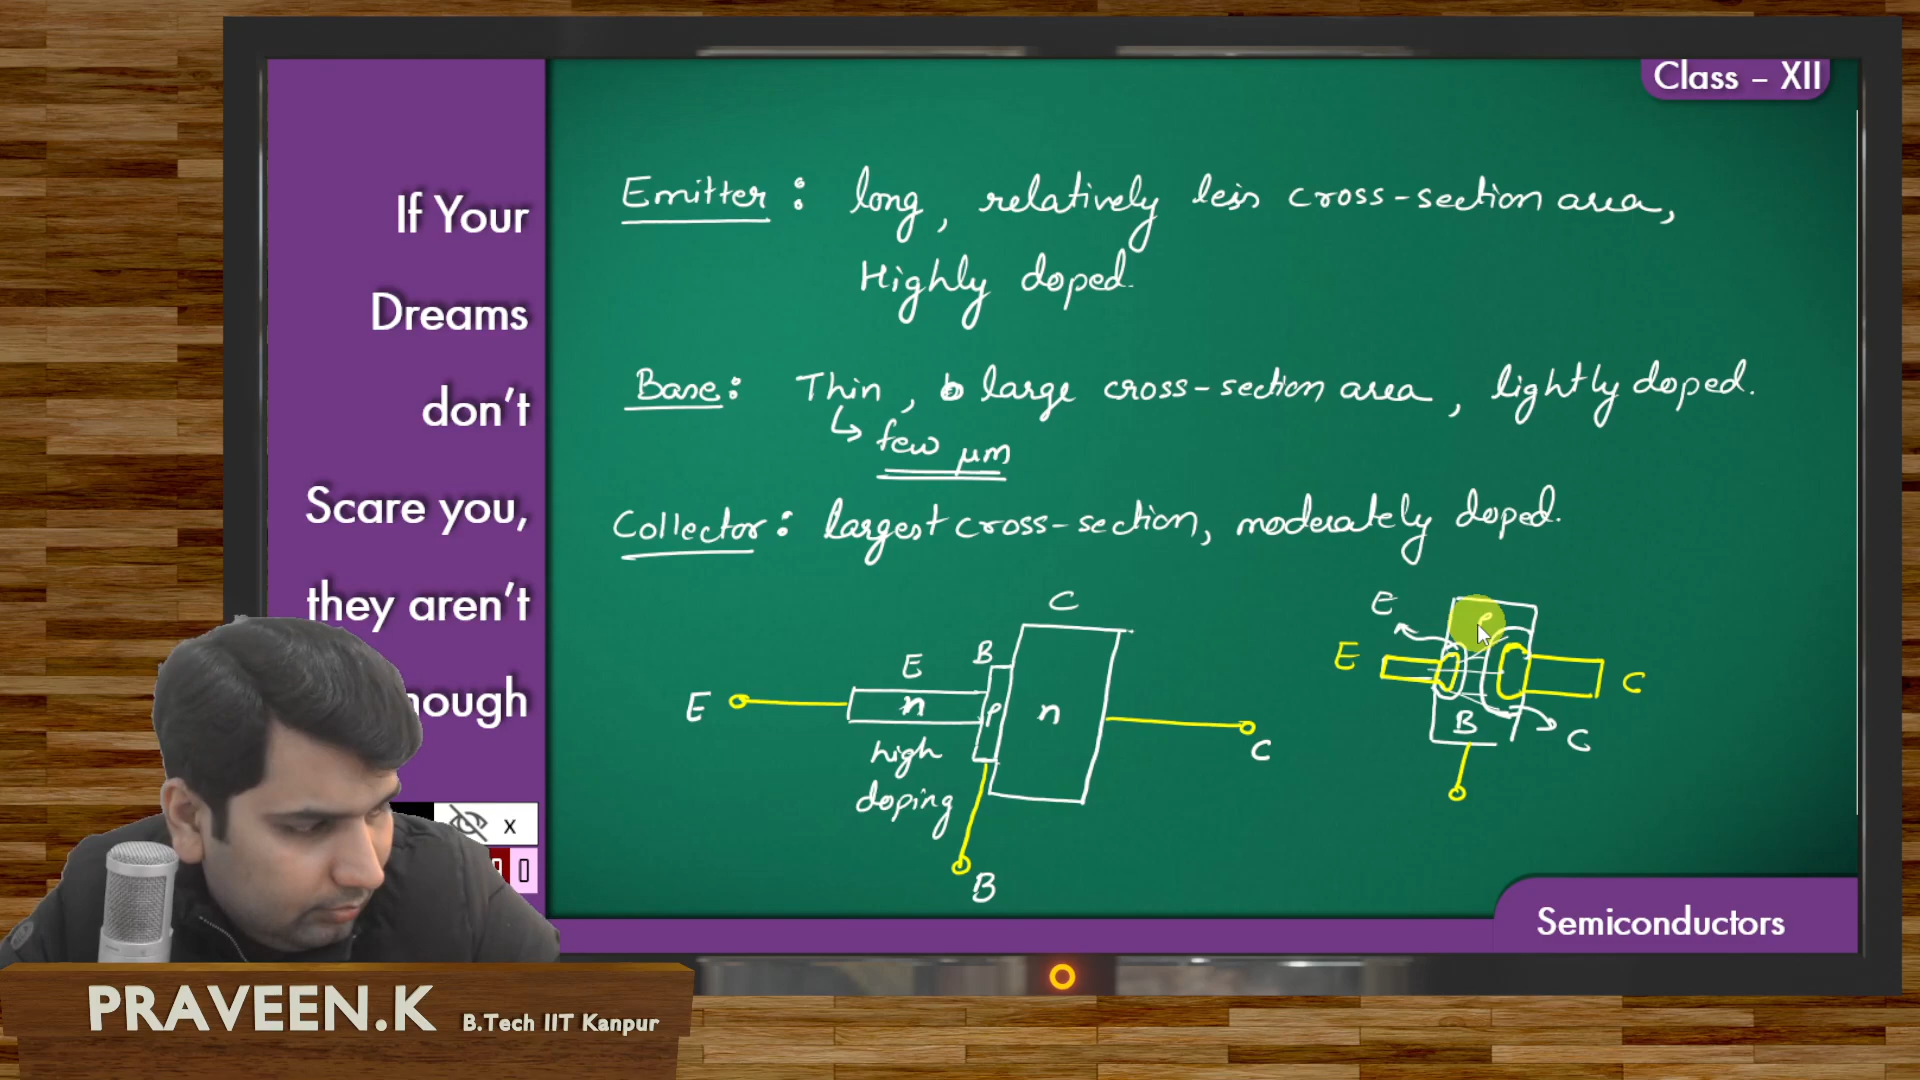 Class – XII
If Your
Dreams
don't
Scare you,
they aren't
nough
Emitter : long, relatively less cross-section area,
Highly doped.
Base : Thin, large cross-section area, lightly doped.
few μm
Collector : largest cross-section, moderately doped.
C
E
B
E
n
P
n
high
doping
C
B
E
E
C
B
C
x
Semiconductors
PRAVEEN.K B.Tech IIT Kanpur